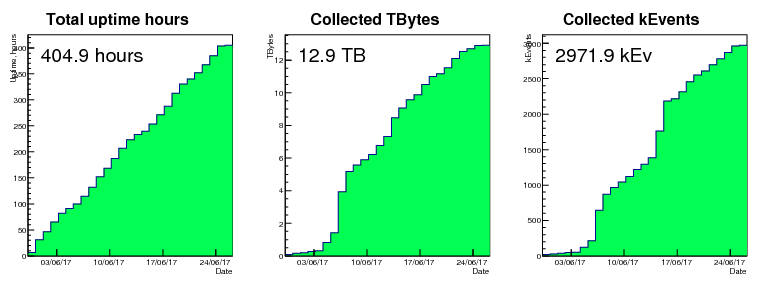 Total uptime hours
Uptime, hours
404.9 hours
400
350
300
250
200
150
100
50
0
03/06/17
10/06/17
17/06/17
24/06/17
Date
Collected TBytes
TBytes
12.9 TB
12
10
8
6
4
2
0
03/06/17
10/06/17
17/06/17
24/06/17
Date
Collected kEvents
kEvents
2971.9 kEv
3000
2500
2000
1500
1000
500
0
03/06/17
10/06/17
17/06/17
24/06/17
Date